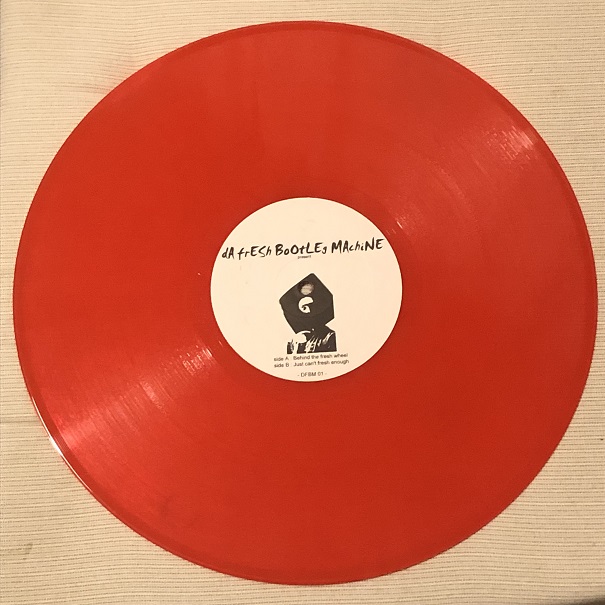 dA frESh BoOtLEg MAchiNE
present
side A : Behind the fresh wheel
side B : Just can't fresh enough
- DFBM 01 -